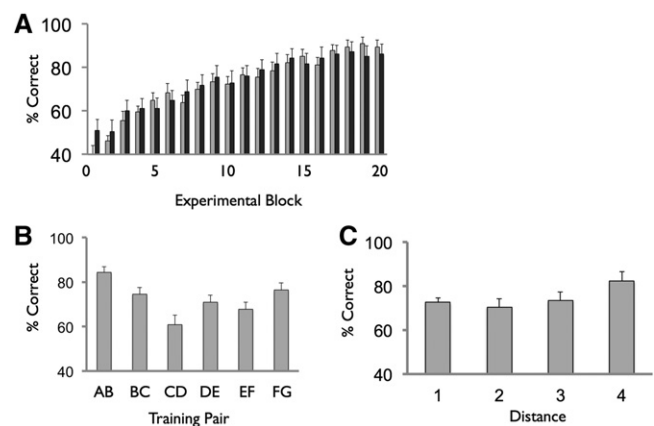 A
% Correct
100
80
60
40
0 5 10 15 20
Experimental Block
B
% Correct
100
80
60
40
AB BC CD DE EF FG
Training Pair
C
% Correct
100
80
60
40
1 2 3 4
Distance